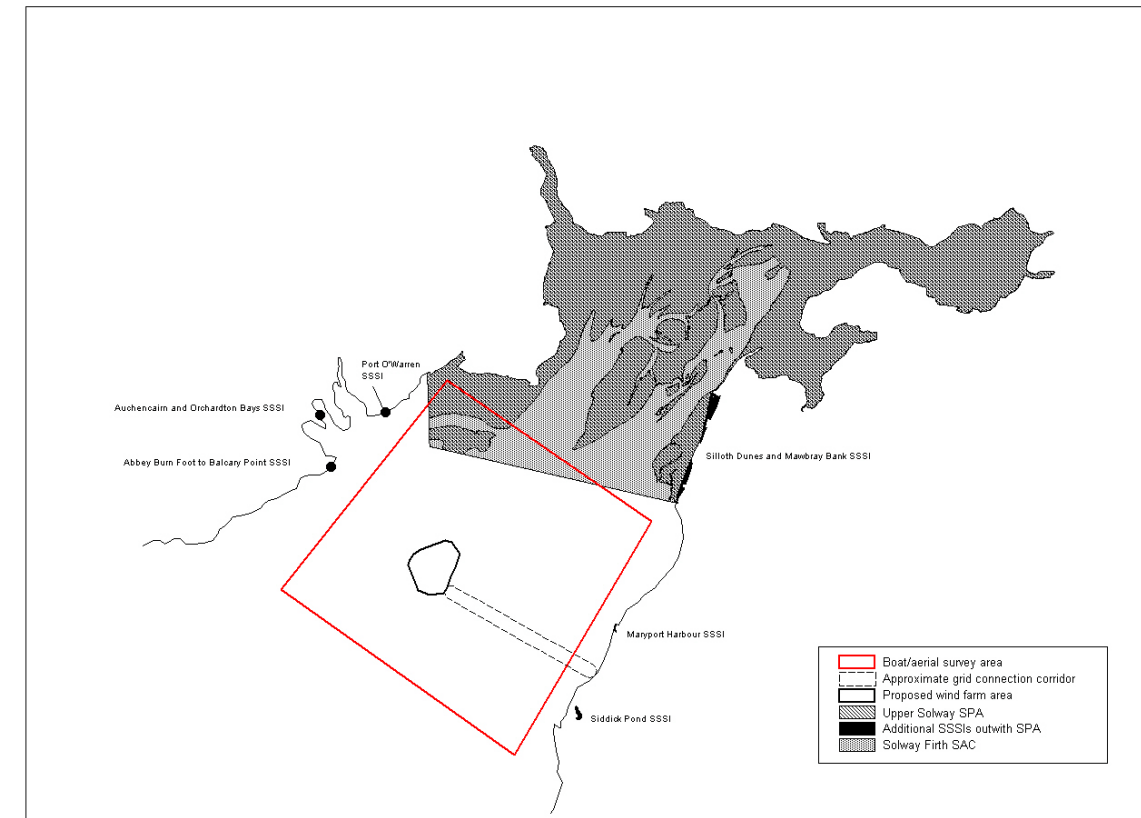 Port O'Warren
SSSI
Auchencairn and Orchardton Bays SSSI
Abbey Burn Foot to Balcary Point SSSI
Silloth Dunes and Mawbray Bank SSSI
Maryport Harbour SSSI
Siddick Pond SSSI
Boat/aerial survey area
Approximate grid connection corridor
Proposed wind farm area
Upper Solway SPA
Additional SSSIs outwith SPA
Solway Firth SAC